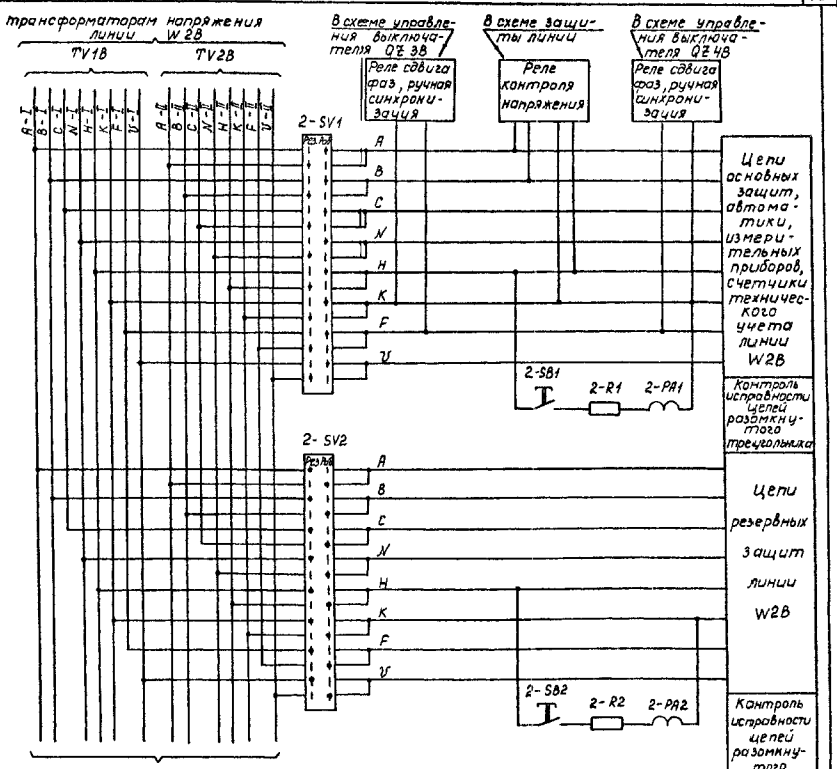 трансформаторам напряжения
линии W2В
TV1В
TV2В
A-I
B-I
C-I
N-I
H-I
K-I
F-I
U-I
A-II
B-II
C-II
N-II
H-II
K-II
F-II
U-II
В схеме управле-
ния выключа-
теля QZ 3В
Реле сдвига
фаз, ручная
синхрони-
зация
В схеме защи-
ты линии
Реле
контроля
напряжения
В схеме управле-
ния выключа-
теля QZ 4В
Реле сдвига
фаз, ручная
синхрони-
зация
2-SV1
Рез Раб
A
B
C
N
H
K
F
U
Цепи
основных
защит,
автома-
тики,
измери-
тельных
приборов,
счетчики
техничес-
кого
учета
линии
W2В
2-SB1
2-R1
2-PA1
Контроль
исправности
цепей
разомкну-
того
треугольника
2-SV2
Рез Раб
A
B
C
N
H
K
F
U
Цепи
резервных
защит
линии
W2В
2-SB2
2-R2
2-PA2
Контроль
исправности
цепей
разомкну-
того